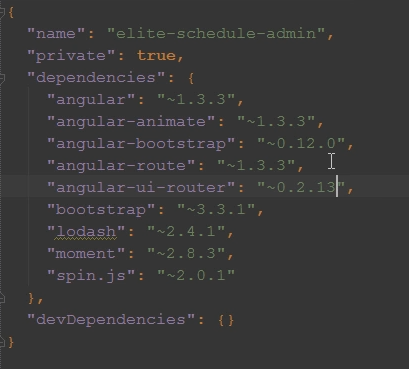 {
"name": "elite-schedule-admin",
"private": true,
"dependencies": {
"angular": "~1.3.3",
"angular-animate": "~1.3.3",
"angular-bootstrap": "~0.12.0",
"angular-route": "~1.3.3",
"angular-ui-router": "~0.2.13",
"bootstrap": "~3.3.1",
"lodash": "~2.4.1",
"moment": "~2.8.3",
"spin.js": "~2.0.1"
},
"devDependencies": {}
}